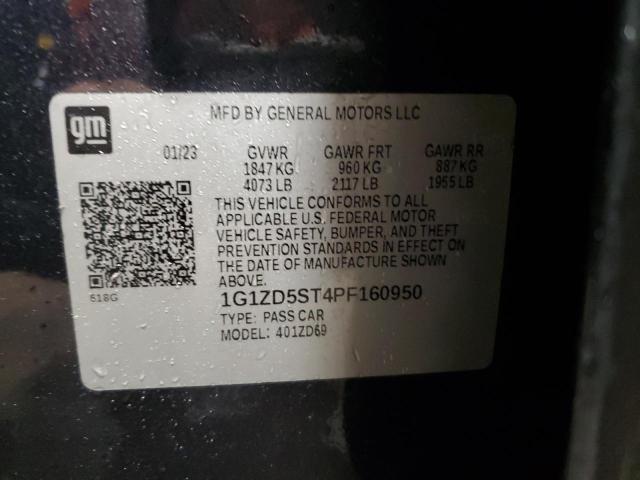 gm
MFD BY GENERAL MOTORS LLC
01/23 GVWR GAWR FRT GAWR RR
1847 KG 960 KG 887 KG
4073 LB 2117 LB 1955 LB
THIS VEHICLE CONFORMS TO ALL
APPLICABLE U.S. FEDERAL MOTOR
VEHICLE SAFETY, BUMPER, AND THEFT
PREVENTION STANDARDS IN EFFECT ON
THE DATE OF MANUFACTURE SHOWN
ABOVE.
618G
1G1ZD5ST4PF160950
TYPE: PASS CAR
MODEL: 401ZD69